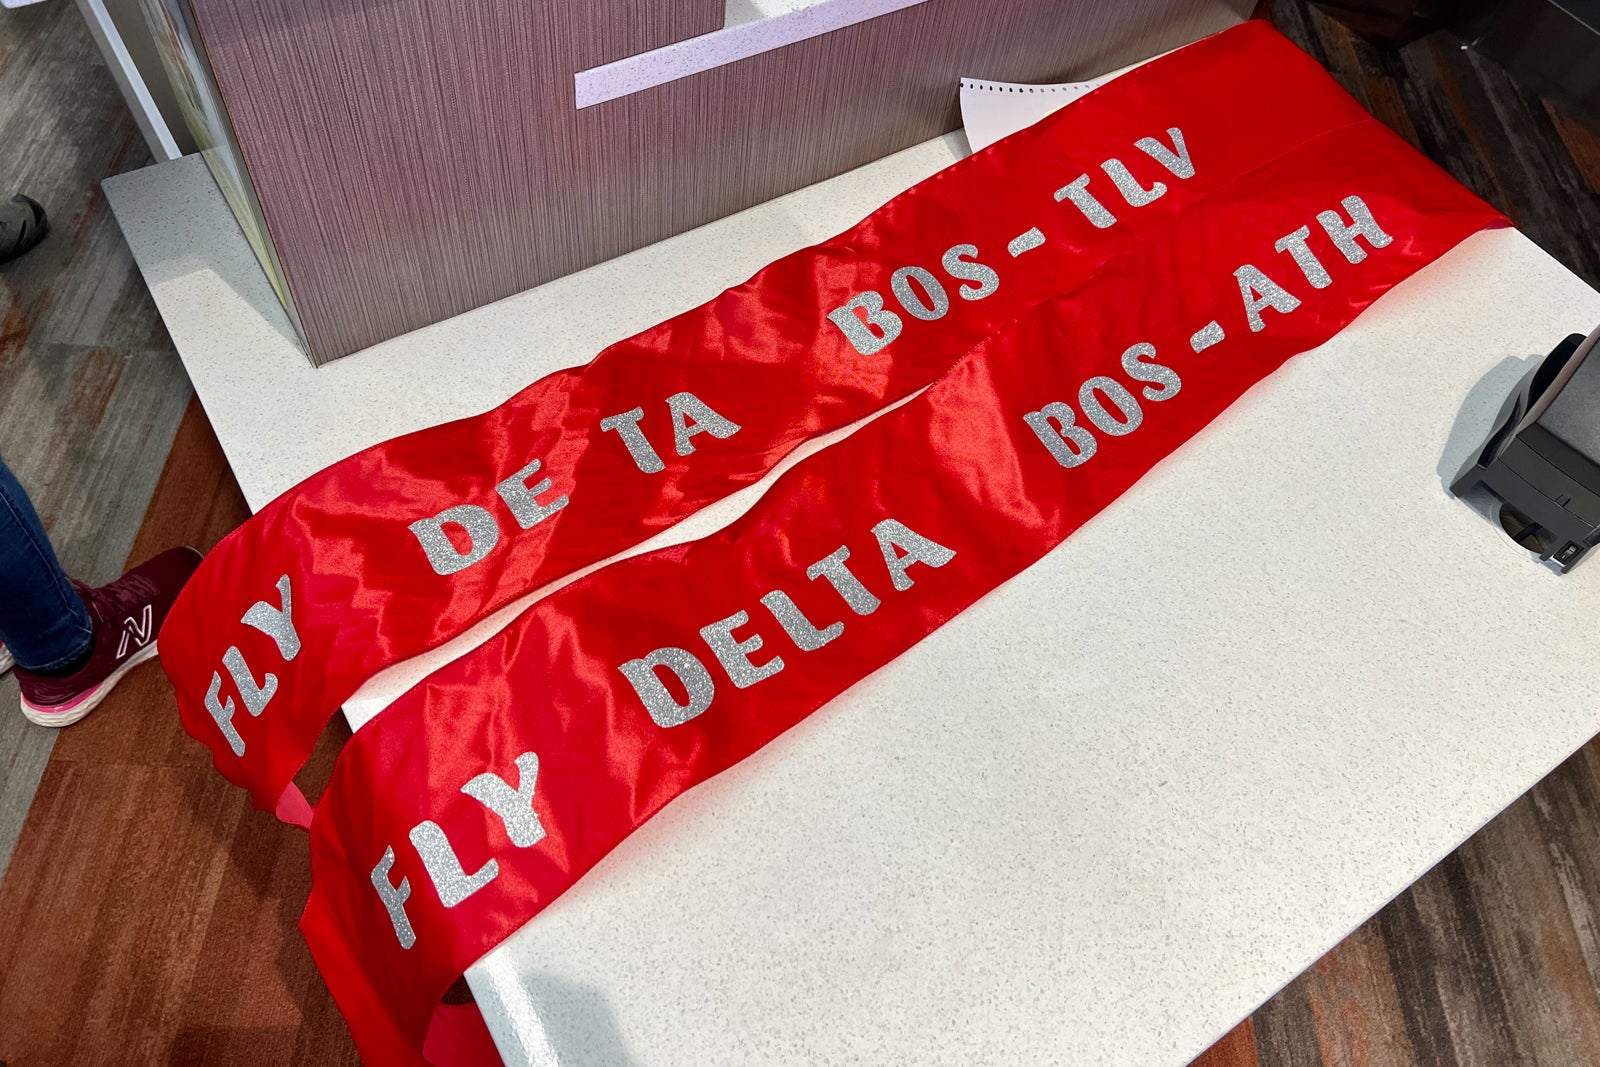 FLY DE TA BOS-TLV
FLY DELTA BOS-ATH
N